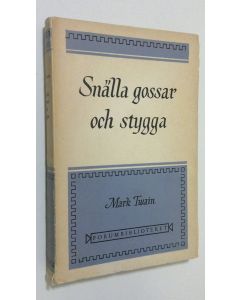 Snälla gossar
och stygga
Mark Twain
FORUMBIBLIOTEKET